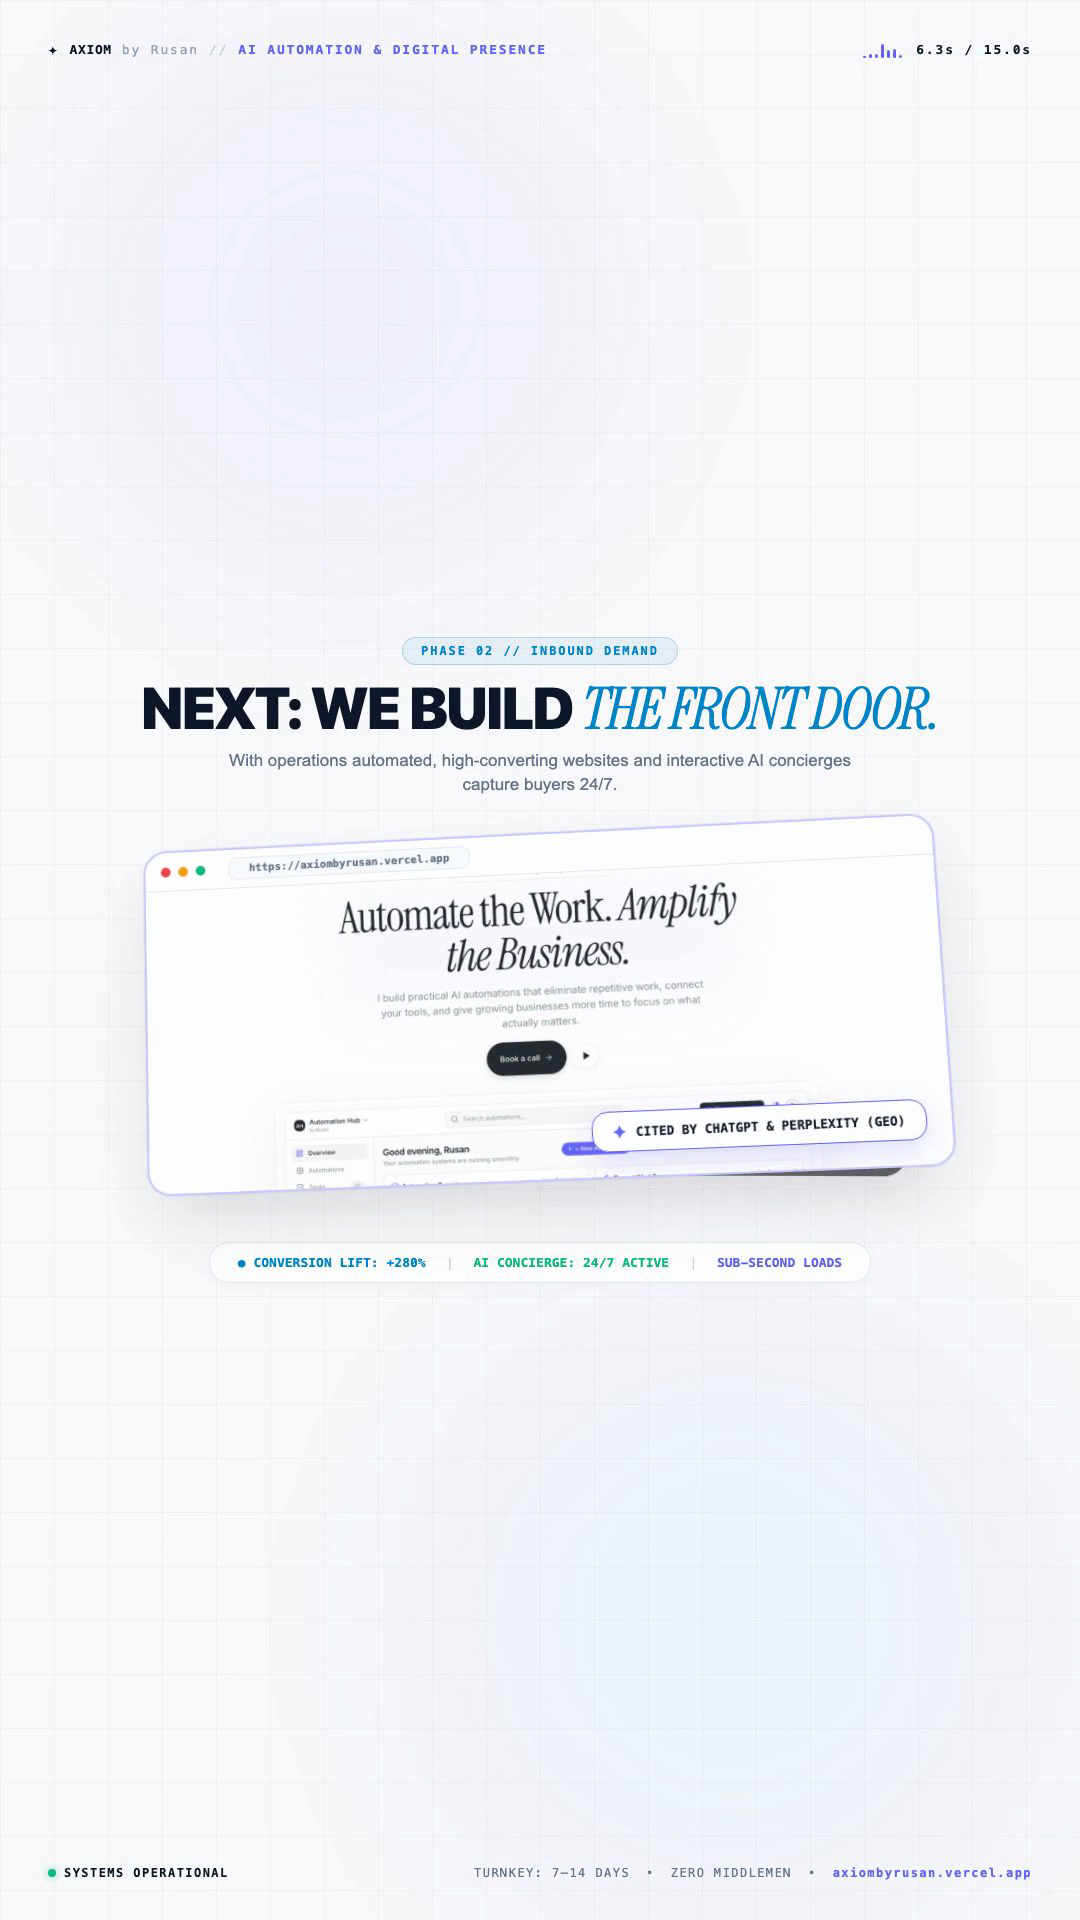 ✦ AXIOM by Rusan // AI AUTOMATION & DIGITAL PRESENCE
6.3s / 15.0s
PHASE 02 // INBOUND DEMAND
NEXT: WE BUILD THE FRONT DOOR.
With operations automated, high-converting websites and interactive AI concierges
capture buyers 24/7.
https://axiombyrusan.vercel.app
Automate the Work. Amplify
the Business.
I build practical AI automations that eliminate repetitive work, connect
your tools, and give growing businesses more time to focus on what
actually matters.
Book a call →
Automation Hub
by Rusan
Search automations...
Overview
Good evening, Rusan
Your automation systems are running smoothly.
Automations
✦ CITED BY CHATGPT & PERPLEXITY (GEO)
● CONVERSION LIFT: +280% | AI CONCIERGE: 24/7 ACTIVE | SUB-SECOND LOADS
SYSTEMS OPERATIONAL
TURNKEY: 7–14 DAYS • ZERO MIDDLEMEN • axiombyrusan.vercel.app